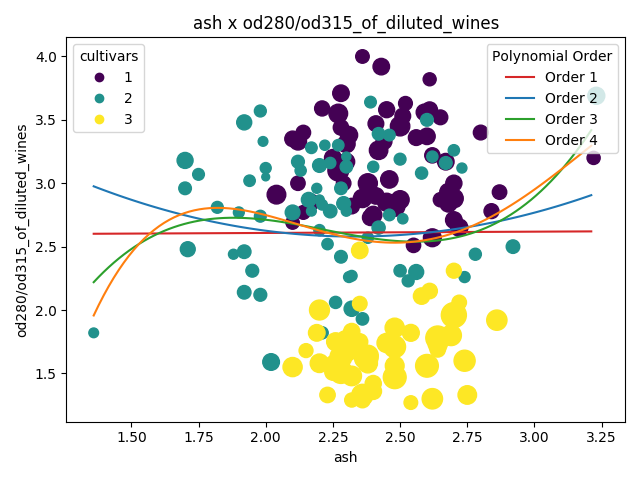 ash x od280/od315_of_diluted_wines
cultivars
1
2
3
Polynomial Order
Order 1
Order 2
Order 3
Order 4
od280/od315_of_diluted_wines
4.0
3.5
3.0
2.5
2.0
1.5
1.50 1.75 2.00 2.25 2.50 2.75 3.00 3.25
ash